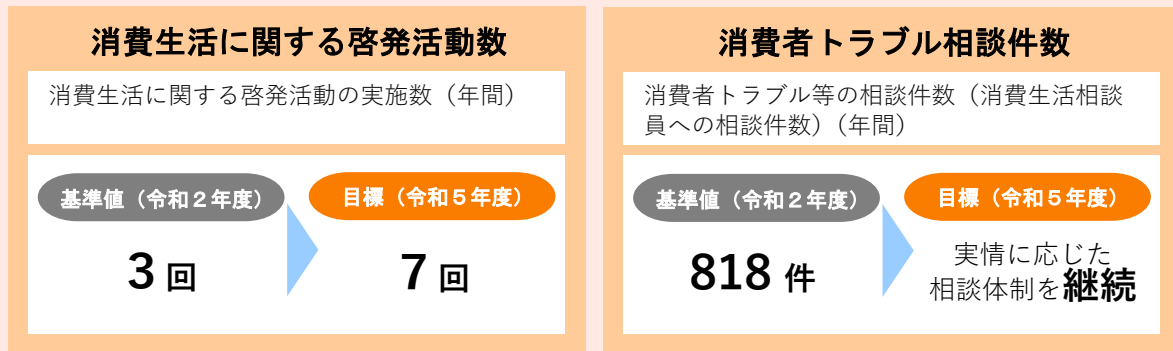 消費生活に関する啓発活動数
消費生活に関する啓発活動の実施数（年間）
基準値（令和２年度）
目標（令和５年度）
3 回
7 回
消費者トラブル相談件数
消費者トラブル等の相談件数（消費生活相談
員への相談件数）（年間）
基準値（令和２年度）
目標（令和５年度）
818 件
実情に応じた
相談体制を継続